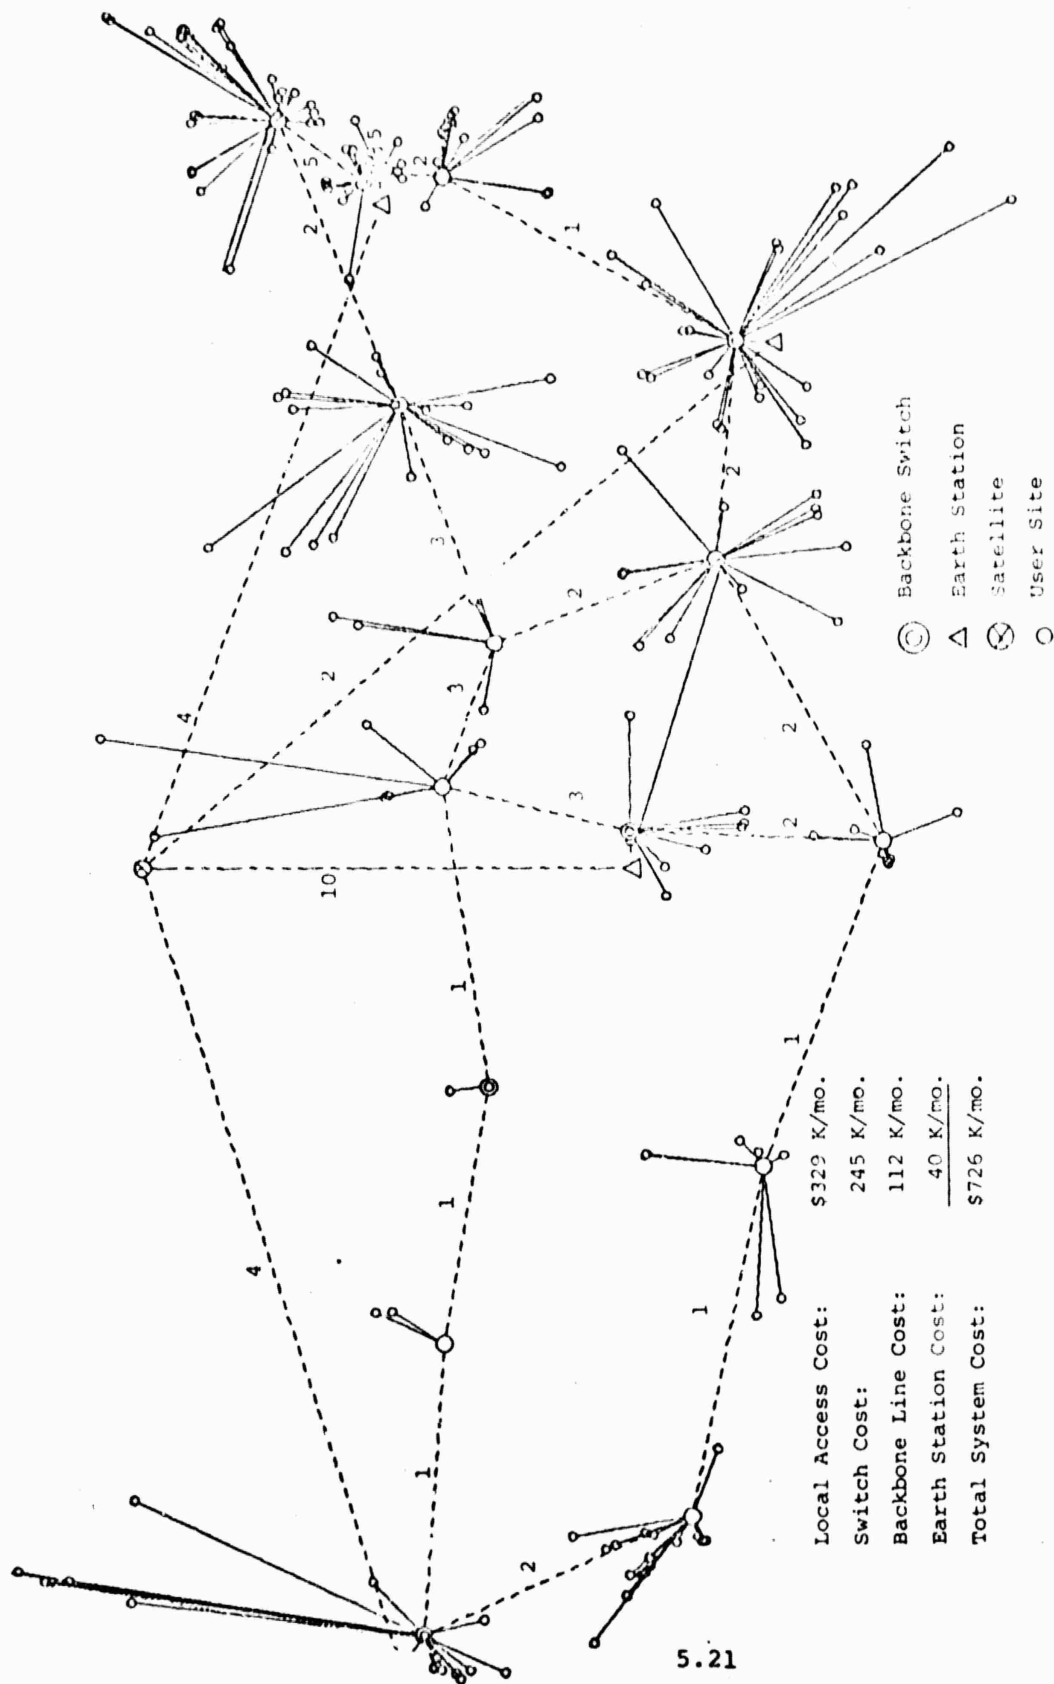 4
4
10
2
2
5
5
2
1
3
3
2
2
3
2
2
1
1
1
1
1
2
Backbone Switch
Earth Station
Satellite
User Site
Local Access Cost: $329 K/mo.
Switch Cost: 245 K/mo.
Backbone Line Cost: 112 K/mo.
Earth Station Cost: 40 K/mo.
Total System Cost: $726 K/mo.
5.21